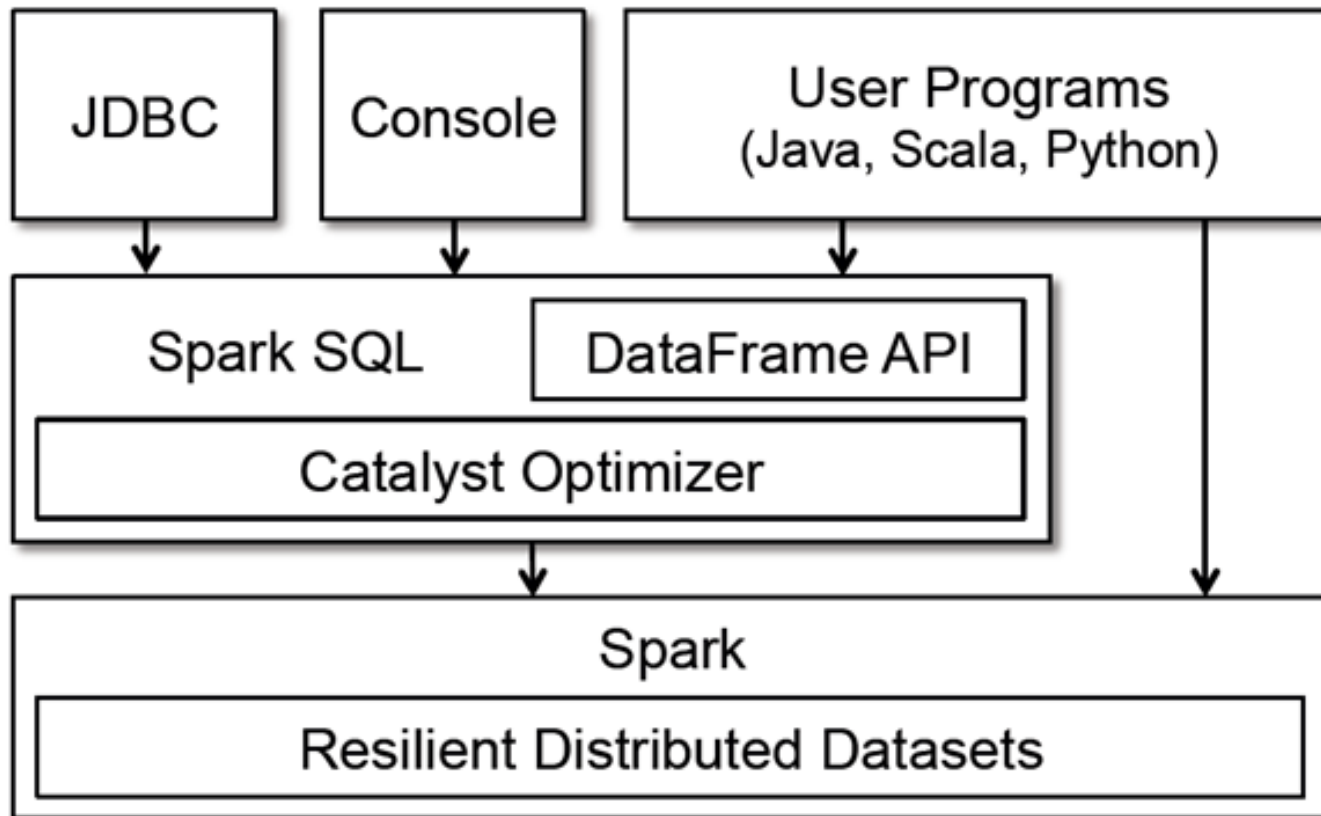 JDBC
Console
User Programs
(Java, Scala, Python)
Spark SQL
DataFrame API
Catalyst Optimizer
Spark
Resilient Distributed Datasets